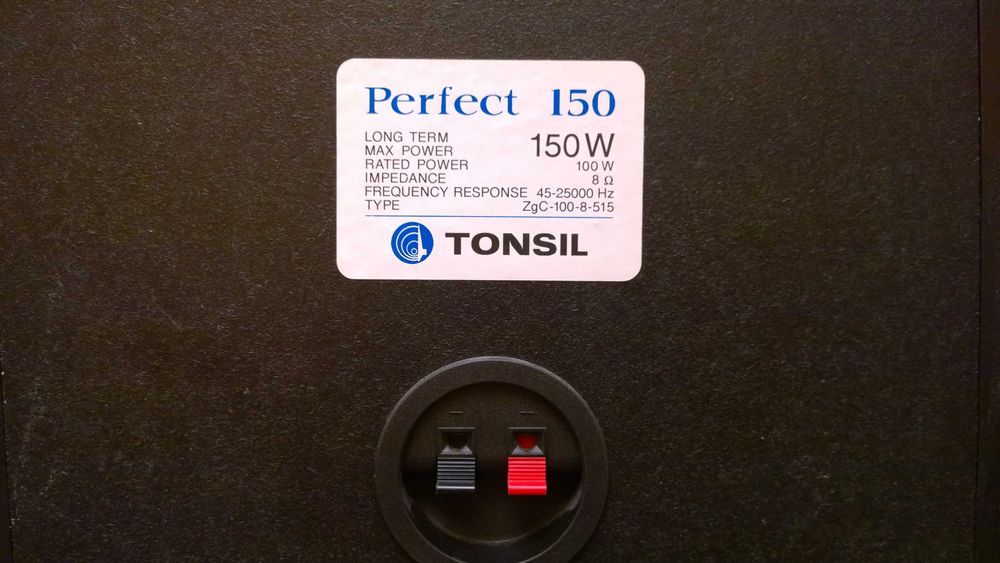 Perfect 150
LONG TERM
MAX POWER 150 W
RATED POWER 100 W
IMPEDANCE 8 Ω
FREQUENCY RESPONSE 45-25000 Hz
TYPE ZgC-100-8-515
TONSIL
− +